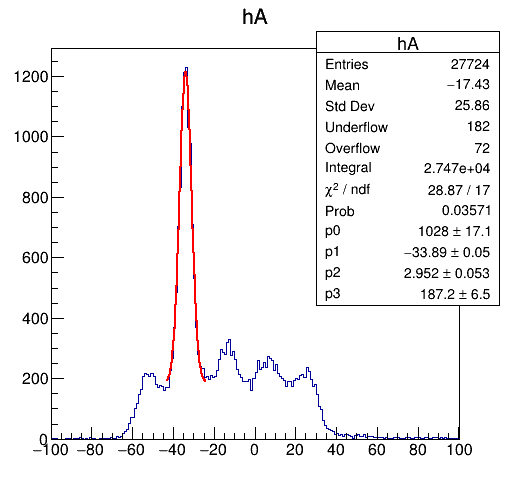 hA
hA
Entries 27724
Mean −17.43
Std Dev 25.86
Underflow 182
Overflow 72
Integral 2.747e+04
χ² / ndf 28.87 / 17
Prob 0.03571
p0 1028 ± 17.1
p1 −33.89 ± 0.05
p2 2.952 ± 0.053
p3 187.2 ± 6.5
1200
1000
800
600
400
200
0
−100 −80 −60 −40 −20 0 20 40 60 80 100